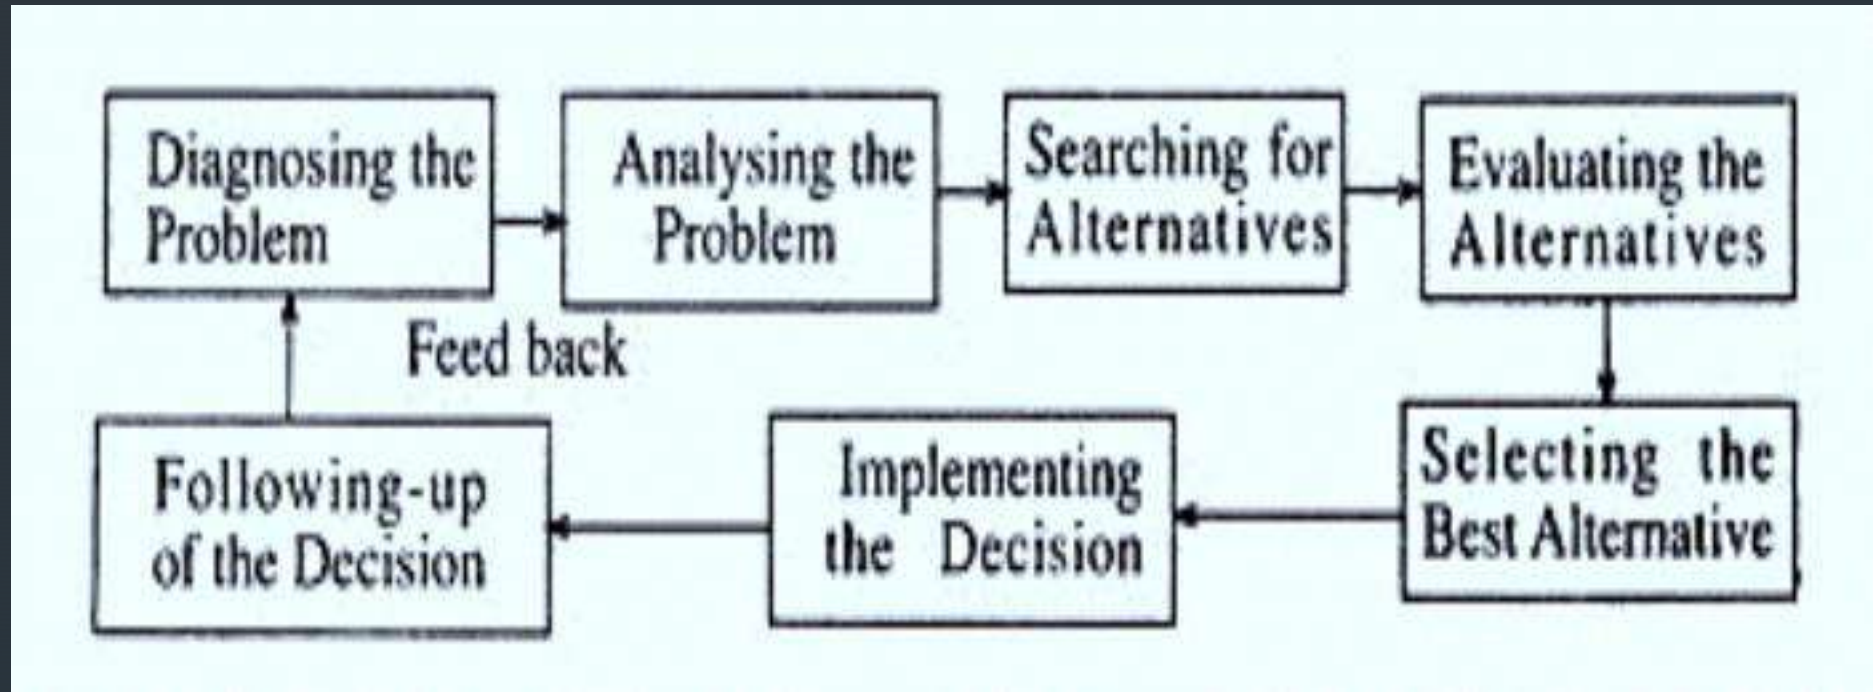 Diagnosing the
Problem
Analysing the
Problem
Searching for
Alternatives
Evaluating the
Alternatives
Feed back
Selecting the
Best Alternative
Implementing
the Decision
Following-up
of the Decision